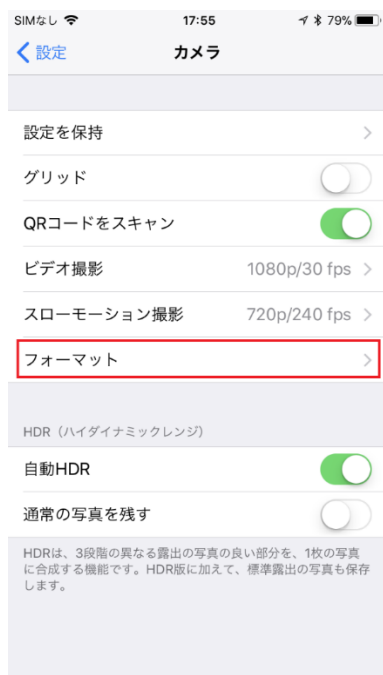 SIMなし 17:55 79%
設定 カメラ
設定を保持
グリッド
QRコードをスキャン
ビデオ撮影 1080p/30 fps
スローモーション撮影 720p/240 fps
フォーマット
HDR（ハイダイナミックレンジ）
自動HDR
通常の写真を残す
HDRは、3段階の異なる露出の写真の良い部分を、1枚の写真
に合成する機能です。HDR版に加えて、標準露出の写真も保存
します。